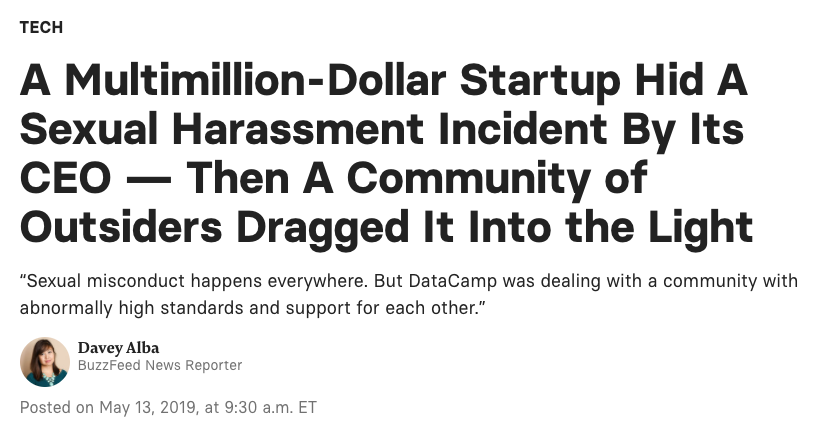 TECH
A Multimillion-Dollar Startup Hid A
Sexual Harassment Incident By Its
CEO — Then A Community of
Outsiders Dragged It Into the Light
“Sexual misconduct happens everywhere. But DataCamp was dealing with a community with
abnormally high standards and support for each other.”
Davey Alba
BuzzFeed News Reporter
Posted on May 13, 2019, at 9:30 a.m. ET